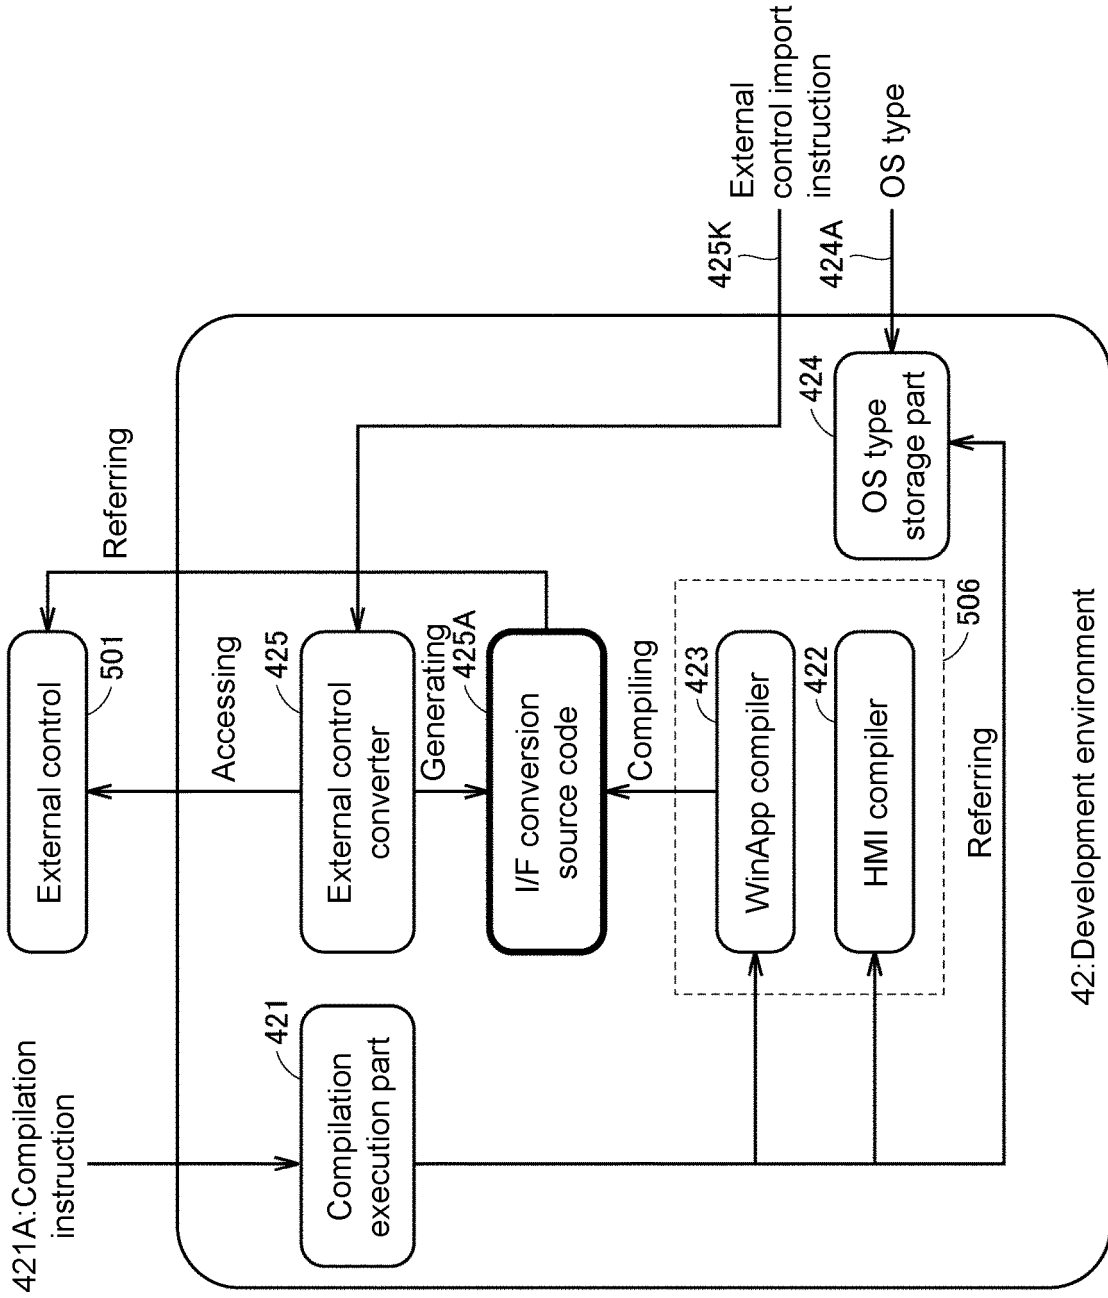 421A:Compilation
instruction
External control
501
Referring
Accessing
421
Compilation
execution part
External control
converter
425
Generating
425A
I/F conversion
source code
425K
External
control import
instruction
Compiling
WinApp compiler
423
HMI compiler
422
506
OS type
storage part
424
424A
OS type
Referring
42:Development environment